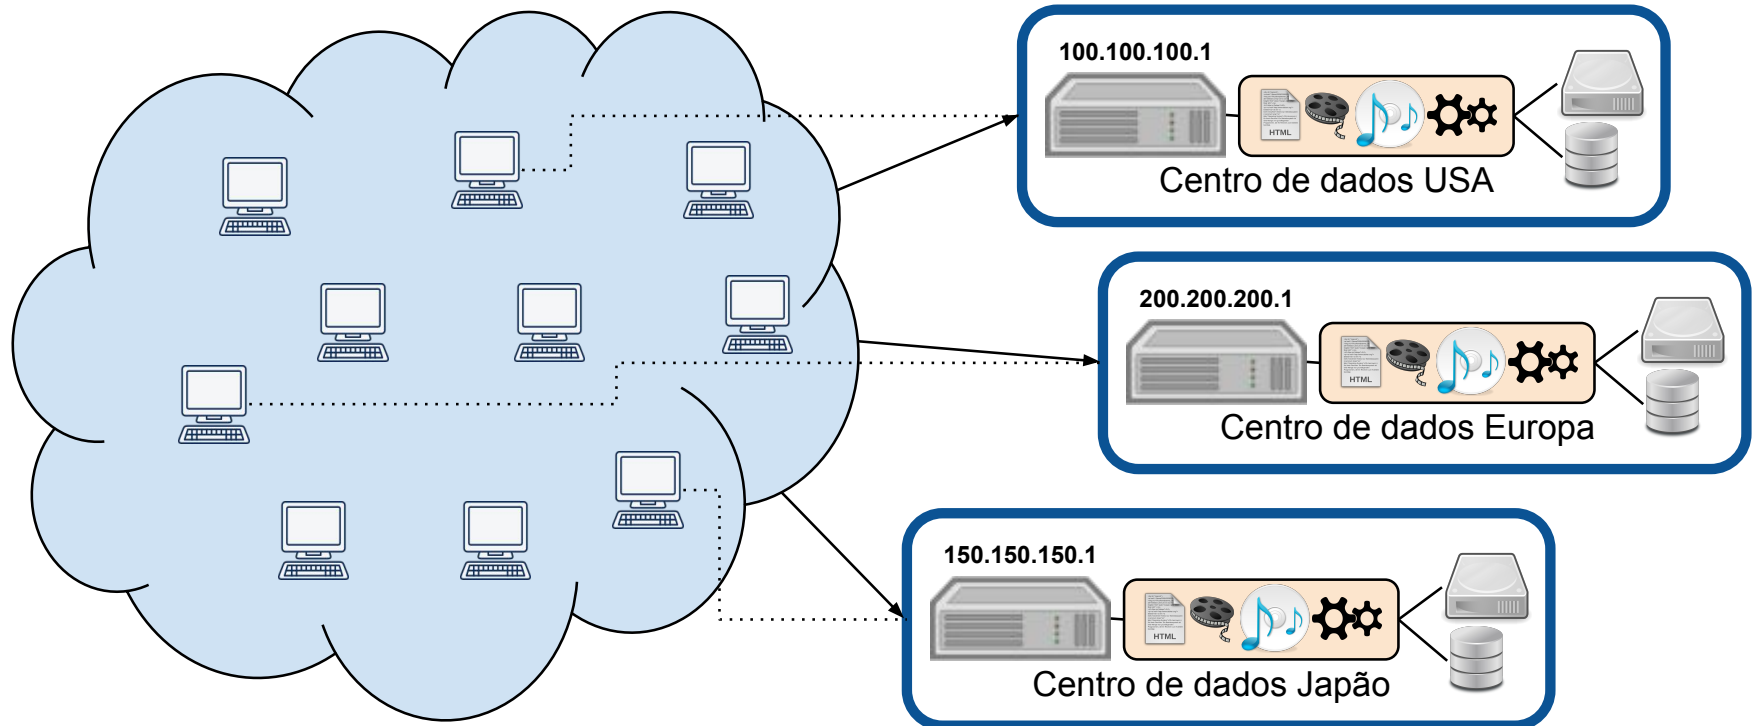 100.100.100.1
HTML
Centro de dados USA
200.200.200.1
HTML
Centro de dados Europa
150.150.150.1
HTML
Centro de dados Japão